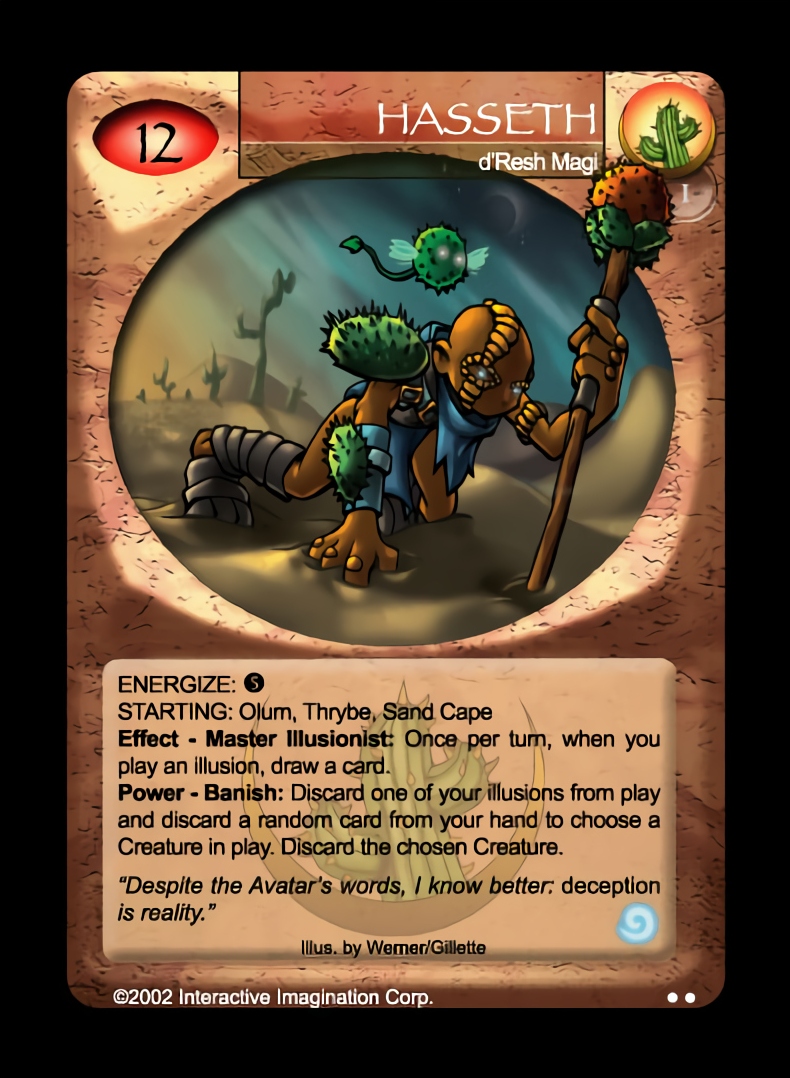 12
HASSETH
d'Resh Magi
I
ENERGIZE: 5
STARTING: Olum, Thrybe, Sand Cape
Effect - Master Illusionist: Once per turn, when you
play an illusion, draw a card.
Power - Banish: Discard one of your illusions from play
and discard a random card from your hand to choose a
Creature in play. Discard the chosen Creature.
"Despite the Avatar's words, I know better: deception
is reality."
Illus. by Werner/Gillette
©2002 Interactive Imagination Corp.